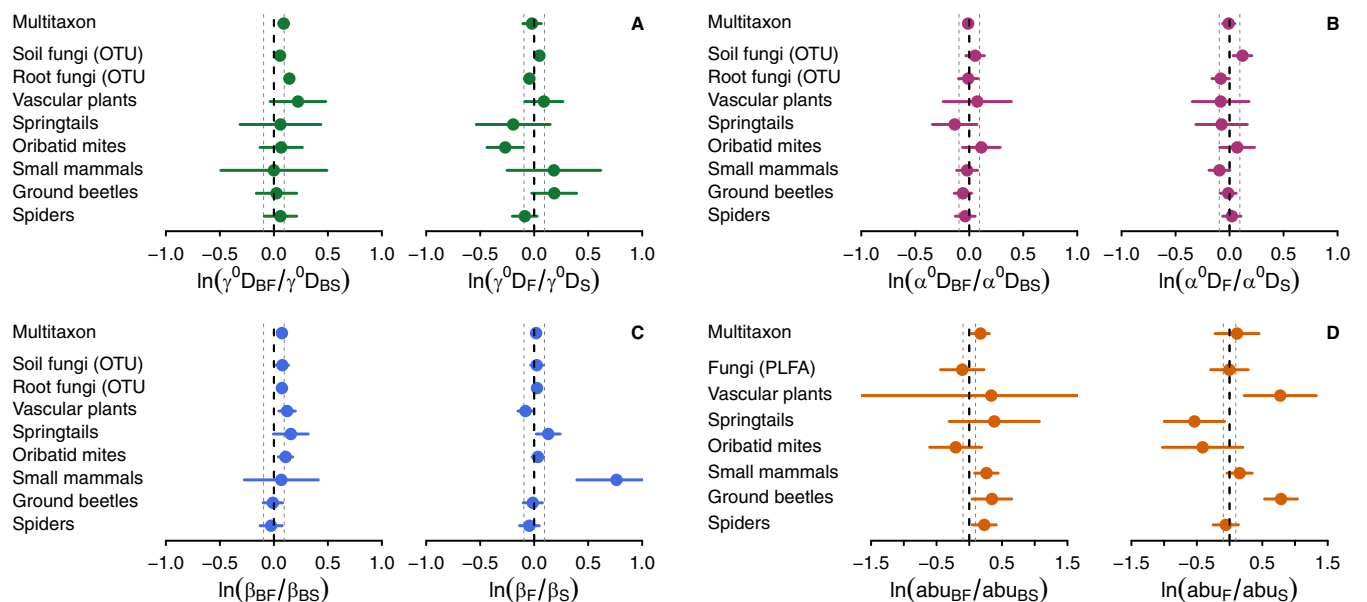 A
Multitaxon
Soil fungi (OTU)
Root fungi (OTU
Vascular plants
Springtails
Oribatid mites
Small mammals
Ground beetles
Spiders
−1.0 −0.5 0.0 0.5 1.0
ln(γ⁰D_BF/γ⁰D_BS)
−1.0 −0.5 0.0 0.5 1.0
ln(γ⁰D_F/γ⁰D_S)
B
Multitaxon
Soil fungi (OTU)
Root fungi (OTU
Vascular plants
Springtails
Oribatid mites
Small mammals
Ground beetles
Spiders
−1.0 −0.5 0.0 0.5 1.0
ln(α⁰D_BF/α⁰D_BS)
−1.0 −0.5 0.0 0.5 1.0
ln(α⁰D_F/α⁰D_S)
C
Multitaxon
Soil fungi (OTU)
Root fungi (OTU
Vascular plants
Springtails
Oribatid mites
Small mammals
Ground beetles
Spiders
−1.0 −0.5 0.0 0.5 1.0
ln(β_BF/β_BS)
−1.0 −0.5 0.0 0.5 1.0
ln(β_F/β_S)
D
Multitaxon
Fungi (PLFA)
Vascular plants
Springtails
Oribatid mites
Small mammals
Ground beetles
Spiders
−1.5 −0.5 0.5 1.5
ln(abu_BF/abu_BS)
−1.5 −0.5 0.5 1.5
ln(abu_F/abu_S)